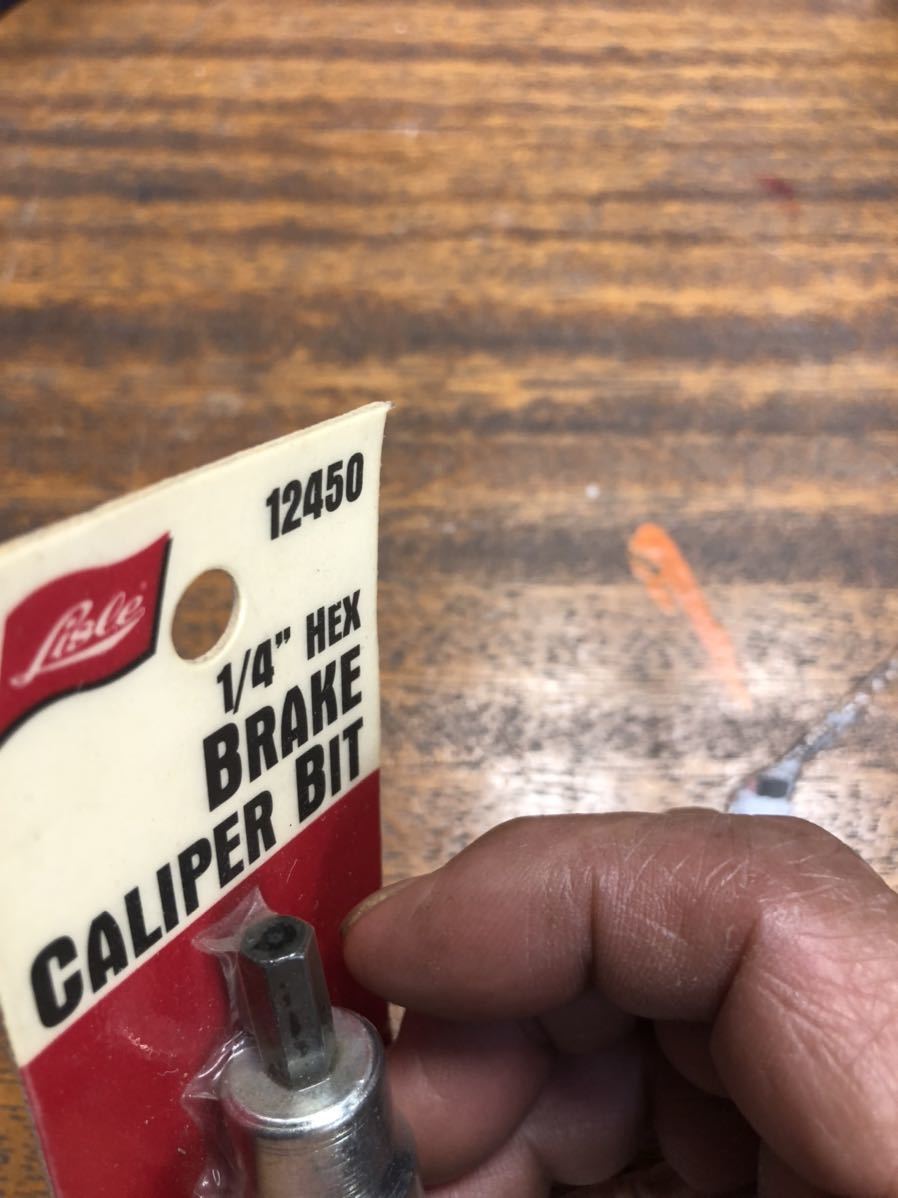 12450
Lisle
1/4" HEX
BRAKE
CALIPER BIT